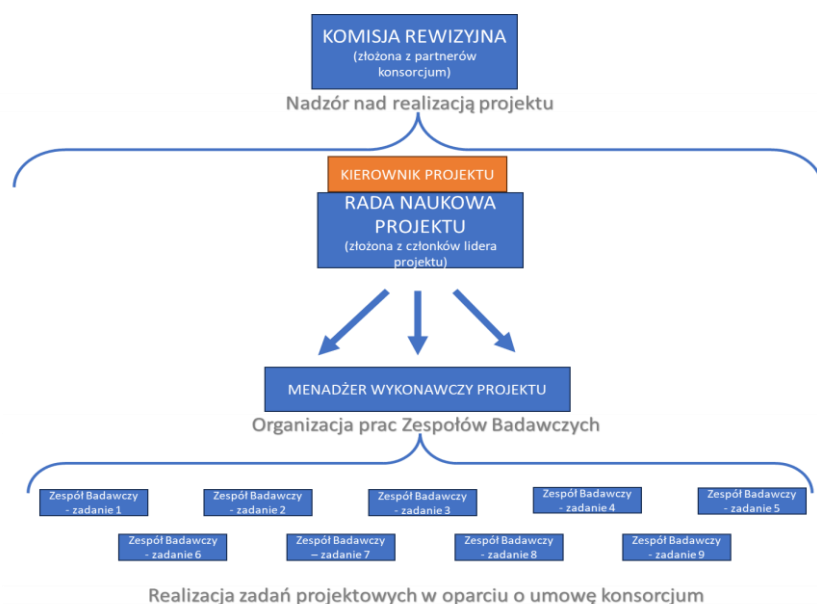 KOMISJA REWIZYJNA
(złożona z partnerów
konsorcjum)
Nadzór nad realizacją projektu
KIEROWNIK PROJEKTU
RADA NAUKOWA
PROJEKTU
(złożona z członków lidera
projektu)
MENADŻER WYKONAWCZY PROJEKTU
Organizacja prac Zespołów Badawczych
Zespół Badawczy
- zadanie 1
Zespół Badawczy
- zadanie 2
Zespół Badawczy
- zadanie 3
Zespół Badawczy
- zadanie 4
Zespół Badawczy
- zadanie 5
Zespół Badawczy
- zadanie 6
Zespół Badawczy
– zadanie 7
Zespół Badawczy
- zadanie 8
Zespół Badawczy
- zadanie 9
Realizacja zadań projektowych w oparciu o umowę konsorcjum